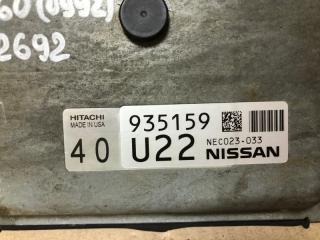 60(0992)
2692
HITACHI
MADE IN USA
935159
40
U22
NEC023-033
NISSAN